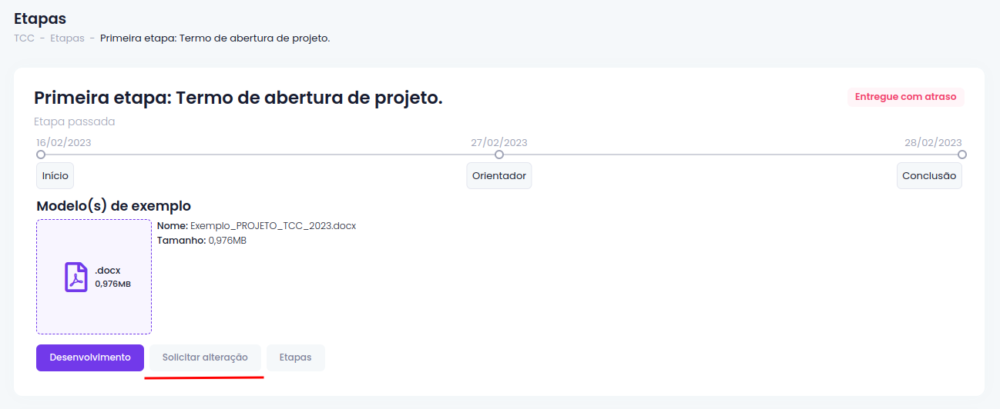 Etapas
TCC - Etapas - Primeira etapa: Termo de abertura de projeto.
Primeira etapa: Termo de abertura de projeto.
Entregue com atraso
Etapa passada
16/02/2023 27/02/2023 28/02/2023
Início Orientador Conclusão
Modelo(s) de exemplo
Nome: Exemplo_PROJETO_TCC_2023.docx
Tamanho: 0,976MB
.docx
0,976MB
Desenvolvimento Solicitar alteração Etapas